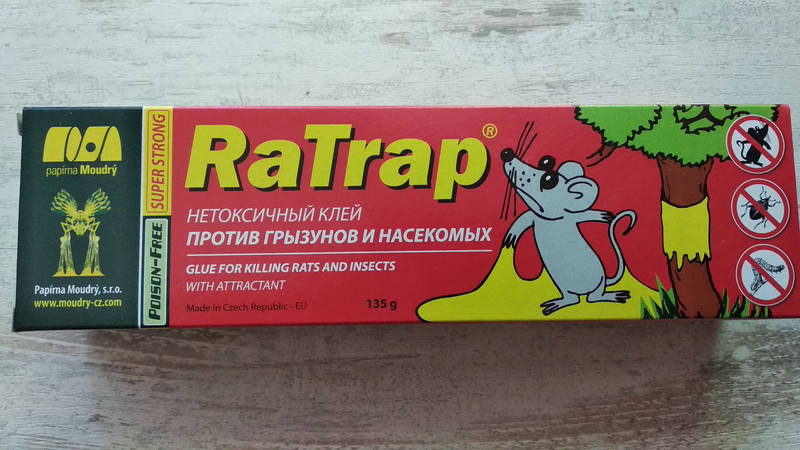 papírna Moudrý
Papírna Moudrý, s.r.o.
www.moudry-cz.com
SUPER STRONG
POISON-FREE
RaTrap®
НЕТОКСИЧНЫЙ КЛЕЙ
ПРОТИВ ГРЫЗУНОВ И НАСЕКОМЫХ
GLUE FOR KILLING RATS AND INSECTS
WITH ATTRACTANT
Made in Czech Republic - EU
135 g